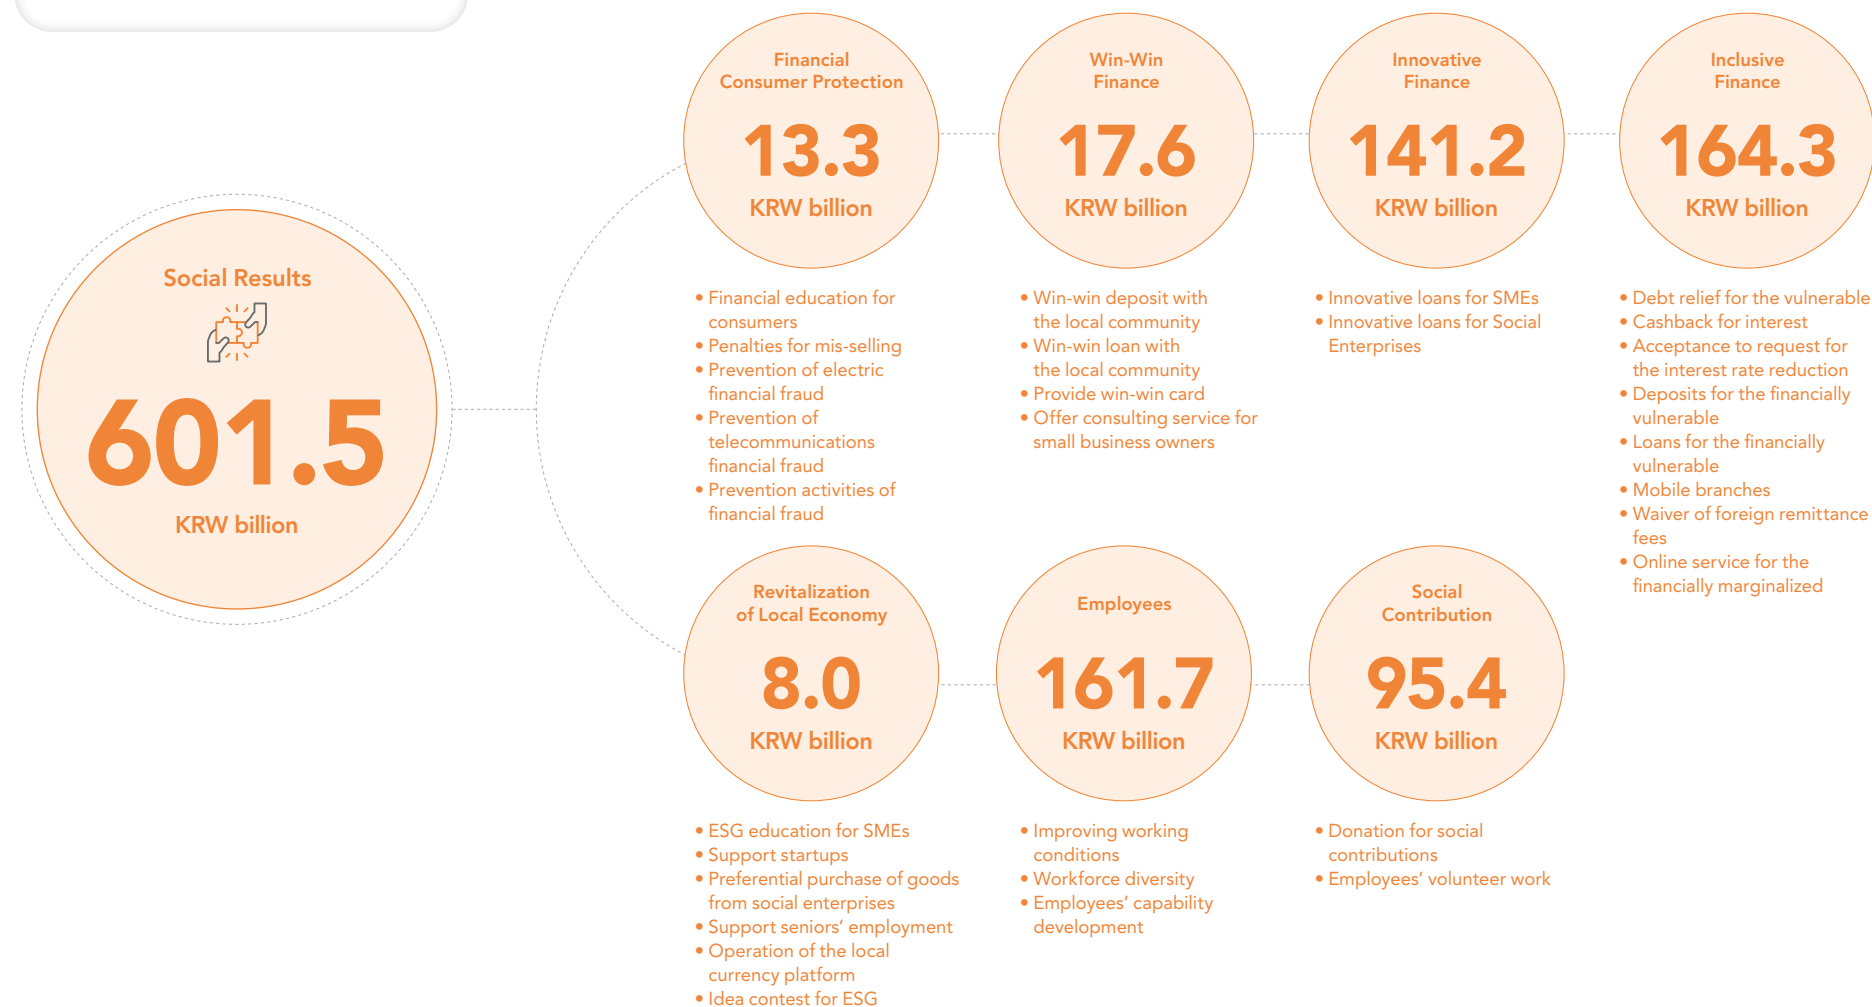 Social Results
601.5
KRW billion
Financial
Consumer Protection
13.3
KRW billion
• Financial education for
consumers
• Penalties for mis-selling
• Prevention of electric
financial fraud
• Prevention of
telecommunications
financial fraud
• Prevention activities of
financial fraud
Win-Win
Finance
17.6
KRW billion
• Win-win deposit with
the local community
• Win-win loan with
the local community
• Provide win-win card
• Offer consulting service for
small business owners
Innovative
Finance
141.2
KRW billion
• Innovative loans for SMEs
• Innovative loans for Social
Enterprises
Inclusive
Finance
164.3
KRW billion
• Debt relief for the vulnerable
• Cashback for interest
• Acceptance to request for
the interest rate reduction
• Deposits for the financially
vulnerable
• Loans for the financially
vulnerable
• Mobile branches
• Waiver of foreign remittance
fees
• Online service for the
financially marginalized
Revitalization
of Local Economy
8.0
KRW billion
• ESG education for SMEs
• Support startups
• Preferential purchase of goods
from social enterprises
• Support seniors’ employment
• Operation of the local
currency platform
• Idea contest for ESG
Employees
161.7
KRW billion
• Improving working
conditions
• Workforce diversity
• Employees’ capability
development
Social
Contribution
95.4
KRW billion
• Donation for social
contributions
• Employees’ volunteer work